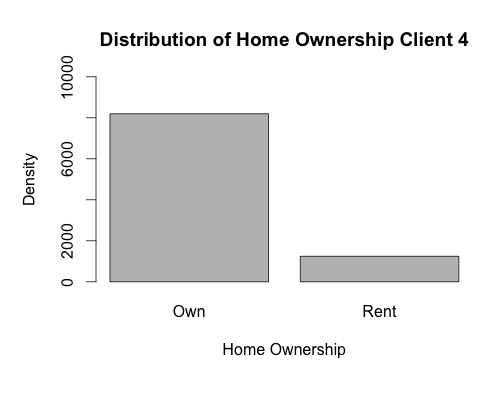 Distribution of Home Ownership Client 4
10000
6000
2000
0
Density
Own
Rent
Home Ownership